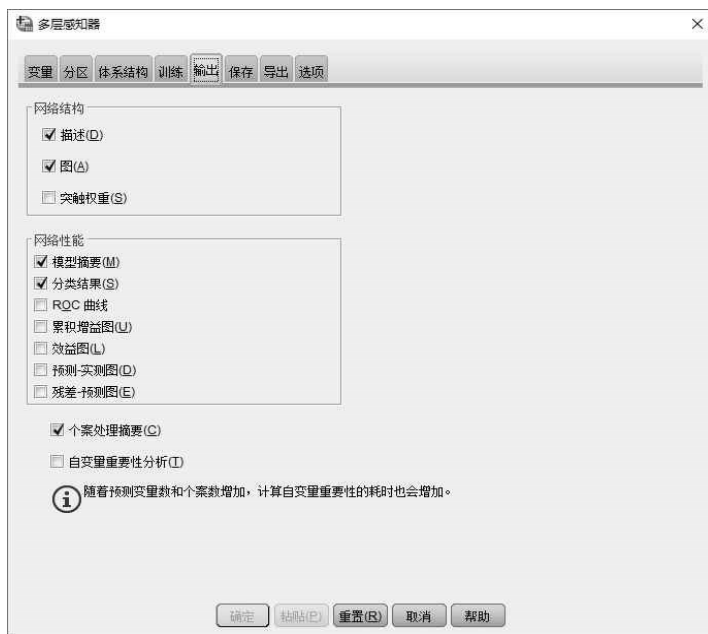 多层感知器
变量 分区 体系结构 训练 输出 保存 导出 选项
网络结构
描述(D)
图(A)
突触权重(S)
网络性能
模型摘要(M)
分类结果(S)
ROC 曲线
累积增益图(U)
效益图(L)
预测-实测图(D)
残差-预测图(E)
个案处理摘要(C)
自变量重要性分析(T)
随着预测变量数和个案数增加，计算自变量重要性的耗时也会增加。
确定 粘贴(P) 重置(R) 取消 帮助